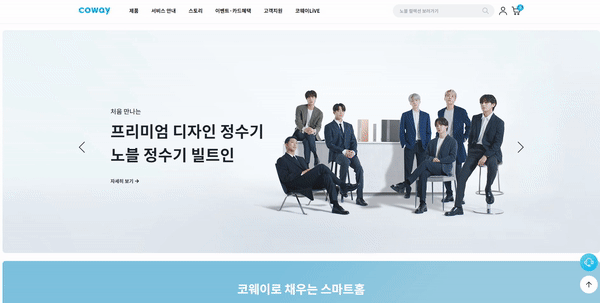 coway
제품
서비스 안내
스토리
이벤트·카드혜택
고객지원
코웨이LIVE
노블 컬렉션 보러가기
0
처음 만나는
프리미엄 디자인 정수기
노블 정수기 빌트인
자세히 보기 →
코웨이로 채우는 스마트홈